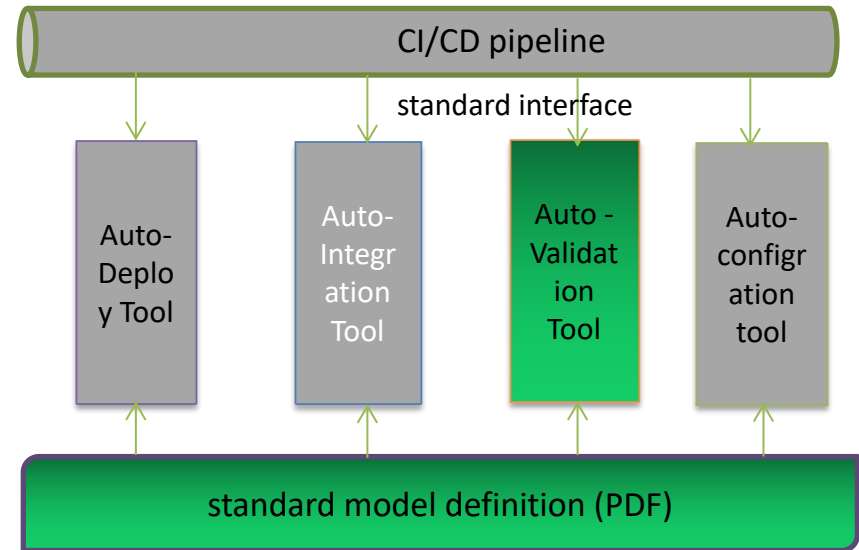 CI/CD pipeline
standard interface
Auto-
Deplo
y Tool
Auto-
Integr
ation
Tool
Auto -
Validat
ion
Tool
Auto-
configr
ation
tool
standard model definition (PDF)